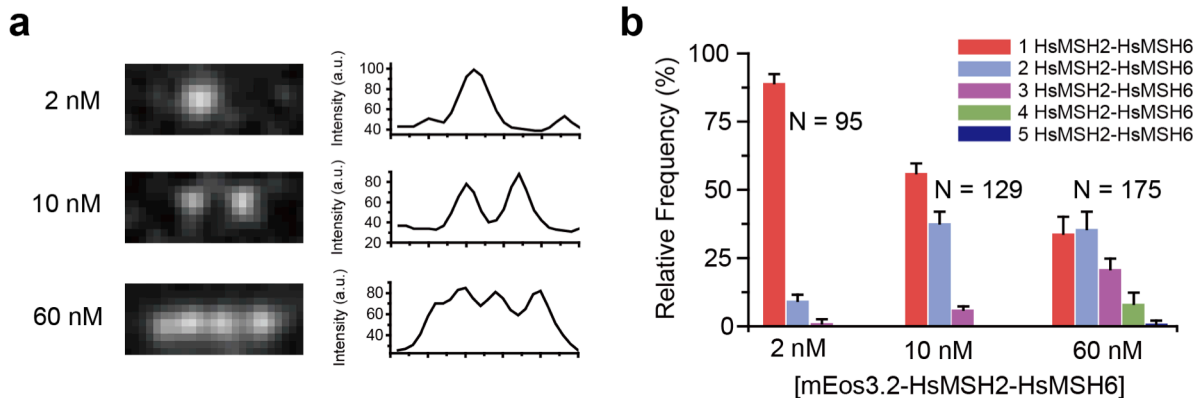 a
2 nM
Intensity (a.u.)
100
80
60
40
10 nM
Intensity (a.u.)
80
60
40
20
60 nM
Intensity (a.u.)
80
60
40
b
Relative Frequency (%)
100
75
50
25
0
1 HsMSH2-HsMSH6
2 HsMSH2-HsMSH6
3 HsMSH2-HsMSH6
4 HsMSH2-HsMSH6
5 HsMSH2-HsMSH6
N = 95
N = 129
N = 175
2 nM
10 nM
60 nM
[mEos3.2-HsMSH2-HsMSH6]